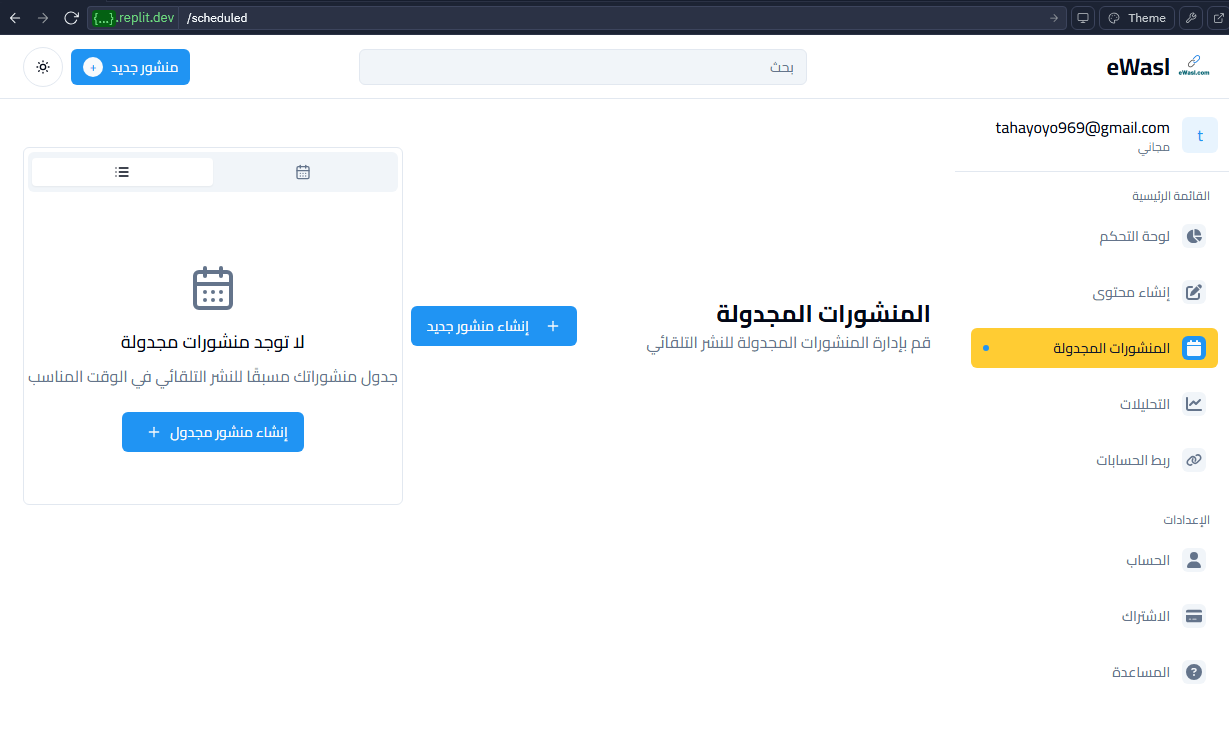 {...}.replit.dev /scheduled
Theme
eWasl
eWasl.com
بحث
منشور جديد
tahayoyo969@gmail.com
t
مجاني
القائمة الرئيسية
لوحة التحكم
إنشاء محتوى
المنشورات المجدولة
التحليلات
ربط الحسابات
الإعدادات
الحساب
الاشتراك
المساعدة
المنشورات المجدولة
قم بإدارة المنشورات المجدولة للنشر التلقائي
إنشاء منشور جديد
لا توجد منشورات مجدولة
جدول منشوراتك مسبقًا للنشر التلقائي في الوقت المناسب
إنشاء منشور مجدول